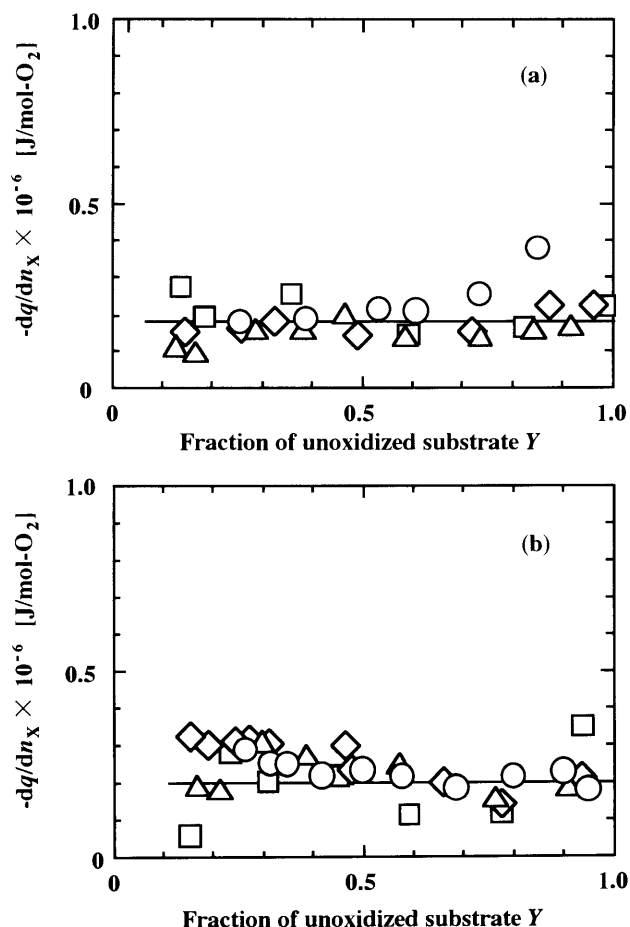 1.0
(a)
-dq/dnX × 10-6 [J/mol-O2]
0.5
0
0 0.5 1.0
Fraction of unoxidized substrate Y
1.0
(b)
-dq/dnX × 10-6 [J/mol-O2]
0.5
0
0 0.5 1.0
Fraction of unoxidized substrate Y